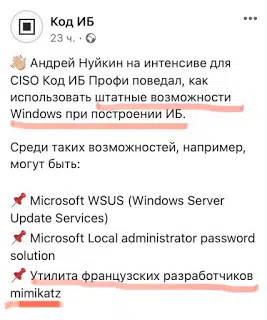 Код ИБ
23 ч. ·
Андрей Нуйкин на интенсиве для
CISO Код ИБ Профи поведал, как
использовать штатные возможности
Windows при построении ИБ.
Среди таких возможностей, например,
могут быть:
Microsoft WSUS (Windows Server
Update Services)
Microsoft Local administrator password
solution
Утилита французских разработчиков
mimikatz